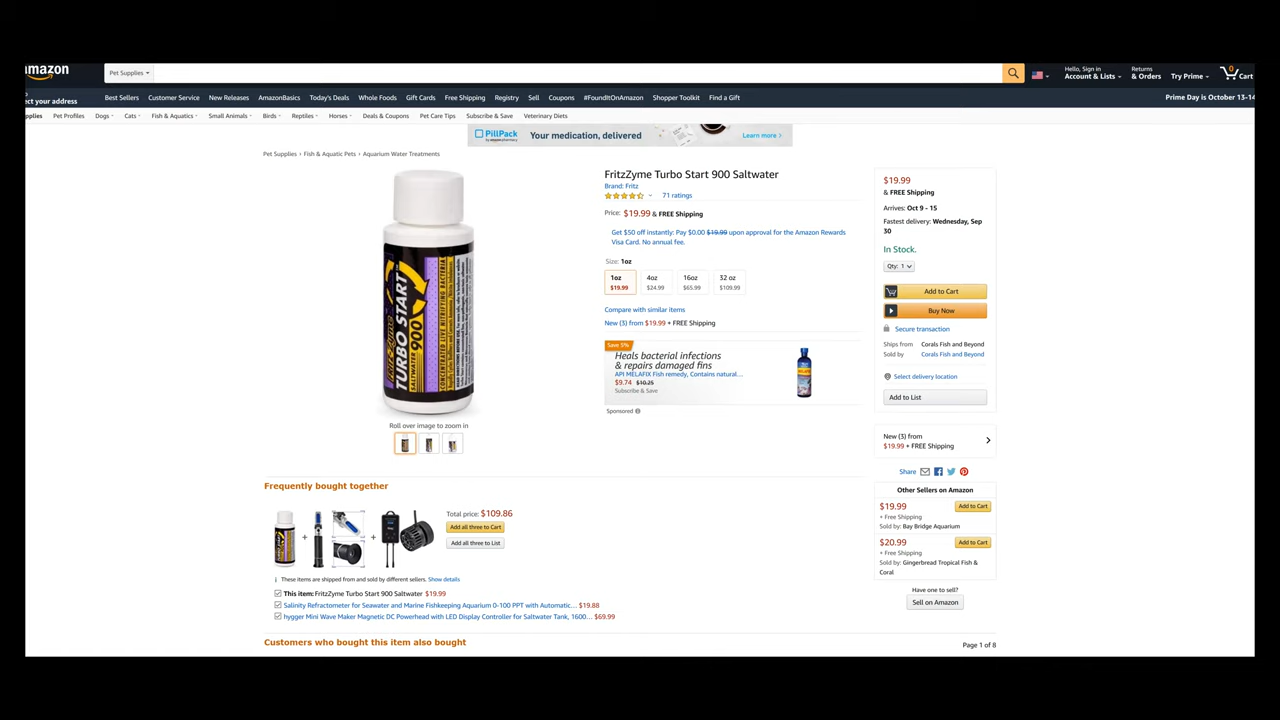 amazon
Pet Supplies
Hello, Sign in
Account & Lists
Returns
& Orders
Try Prime
0
Cart
ect your address
Best Sellers Customer Service New Releases AmazonBasics Today's Deals Whole Foods Gift Cards Free Shipping Registry Sell Coupons #FoundItOnAmazon Shopper Toolkit Find a Gift
Prime Day is October 13-14
pplies Pet Profiles Dogs Cats Fish & Aquatics Small Animals Birds Reptiles Horses Deals & Coupons Pet Care Tips Subscribe & Save Veterinary Diets
PillPack
Your medication, delivered
Learn more >
Pet Supplies › Fish & Aquatic Pets › Aquarium Water Treatments
FritzZyme Turbo Start 900 Saltwater
Brand: Fritz
71 ratings
Price: $19.99 & FREE Shipping
Get $50 off instantly: Pay $0.00 $19.99 upon approval for the Amazon Rewards
Visa Card. No annual fee.
Size: 1oz
1oz 4oz 16oz 32 oz
$19.99 $24.99 $65.99 $109.99
Compare with similar items
New (3) from $19.99 + FREE Shipping
Save 5%
Heals bacterial infections
& repairs damaged fins
API MELAFIX Fish remedy, Contains natural...
$9.74 $10.25
Subscribe & Save
Sponsored
FritzZyme
TURBO START
SALTWATER 900
CONCENTRATED LIVE NITRIFYING BACTERIA
Roll over image to zoom in
$19.99
& FREE Shipping
Arrives: Oct 9 - 15
Fastest delivery: Wednesday, Sep
30
In Stock.
Qty: 1
Add to Cart
Buy Now
Secure transaction
Ships from Corals Fish and Beyond
Sold by Corals Fish and Beyond
Select delivery location
Add to List
New (3) from
$19.99 + FREE Shipping
Share
Other Sellers on Amazon
$19.99 Add to Cart
+ Free Shipping
Sold by: Bay Bridge Aquarium
$20.99 Add to Cart
+ Free Shipping
Sold by: Gingerbread Tropical Fish &
Coral
Have one to sell?
Sell on Amazon
Frequently bought together
+ +
Total price: $109.86
Add all three to Cart
Add all three to List
These items are shipped from and sold by different sellers. Show details
This item: FritzZyme Turbo Start 900 Saltwater $19.99
Salinity Refractometer for Seawater and Marine Fishkeeping Aquarium 0-100 PPT with Automatic... $19.88
hygger Mini Wave Maker Magnetic DC Powerhead with LED Display Controller for Saltwater Tank, 1600... $69.99
Customers who bought this item also bought
Page 1 of 8